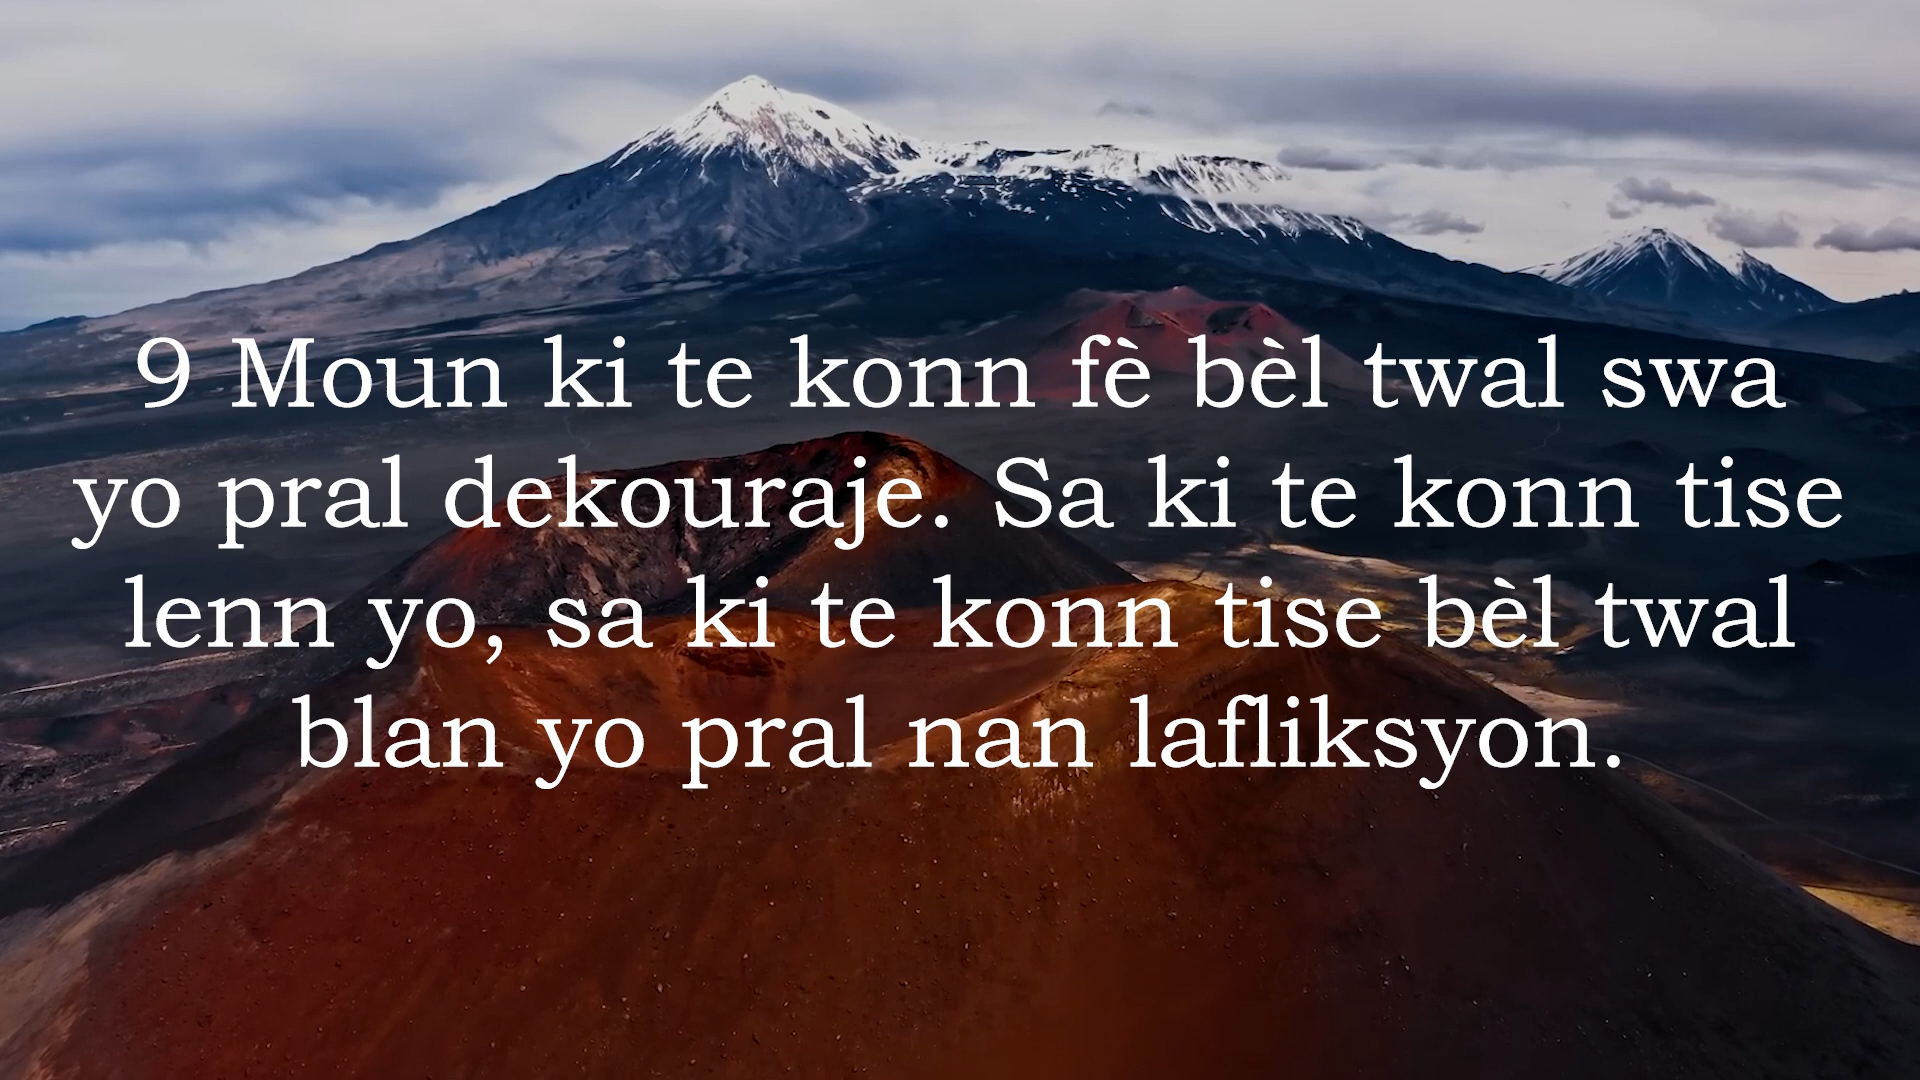 9 Moun ki te konn fè bèl twal swa
yo pral dekouraje. Sa ki te konn tise
lenn yo, sa ki te konn tise bèl twal
blan yo pral nan lafliksyon.